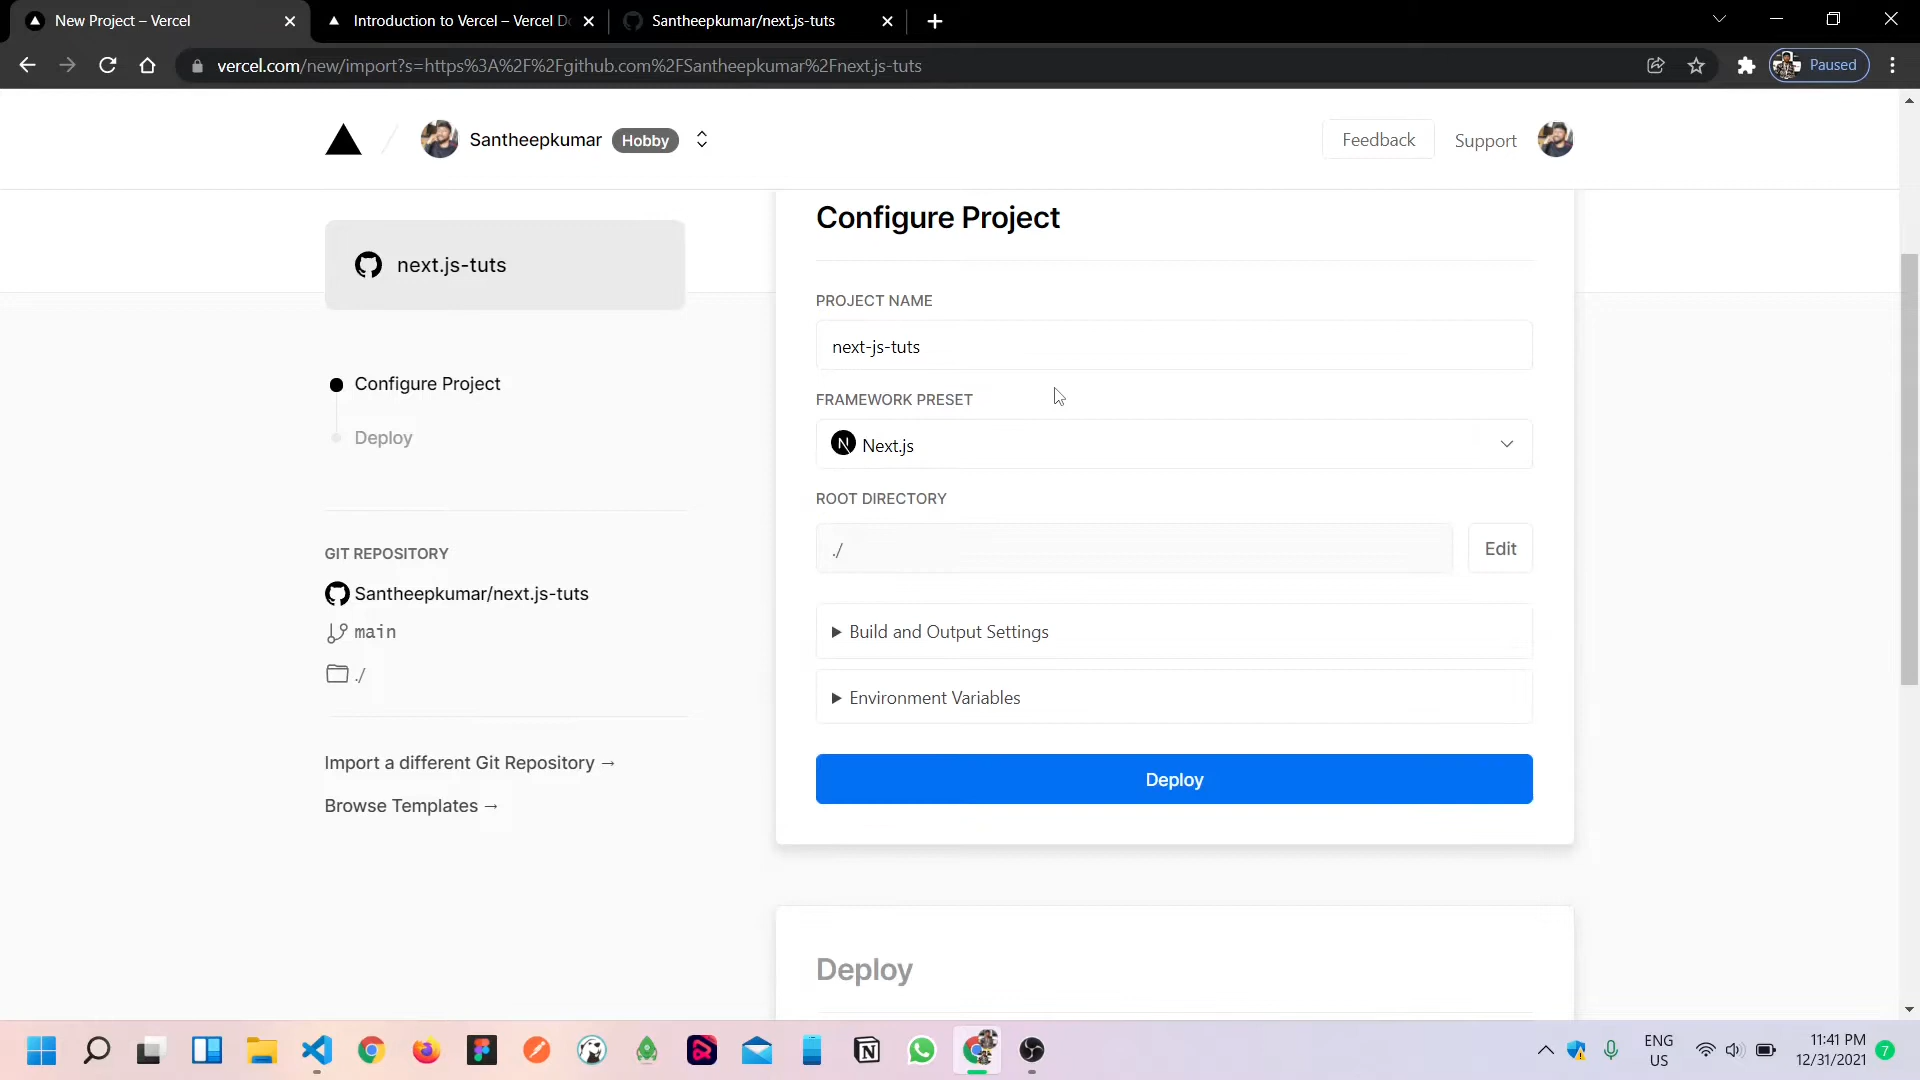 New Project – Vercel
Introduction to Vercel – Vercel Do
Santheepkumar/next.js-tuts
vercel.com/new/import?s=https%3A%2F%2Fgithub.com%2FSantheepkumar%2Fnext.js-tuts
Paused
Santheepkumar
Hobby
Feedback
Support
next.js-tuts
Configure Project
Deploy
GIT REPOSITORY
Santheepkumar/next.js-tuts
main
./
Import a different Git Repository →
Browse Templates →
Configure Project
PROJECT NAME
next-js-tuts
FRAMEWORK PRESET
N Next.js
ROOT DIRECTORY
./
Edit
Build and Output Settings
Environment Variables
Deploy
Deploy
ENG
US
11:41 PM
12/31/2021
7